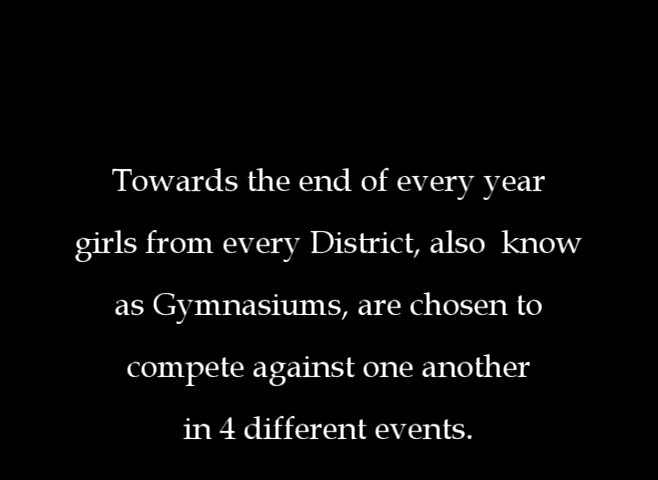 Towards the end of every year
girls from every District, also  know
as Gymnasiums, are chosen to
compete against one another
in 4 different events.